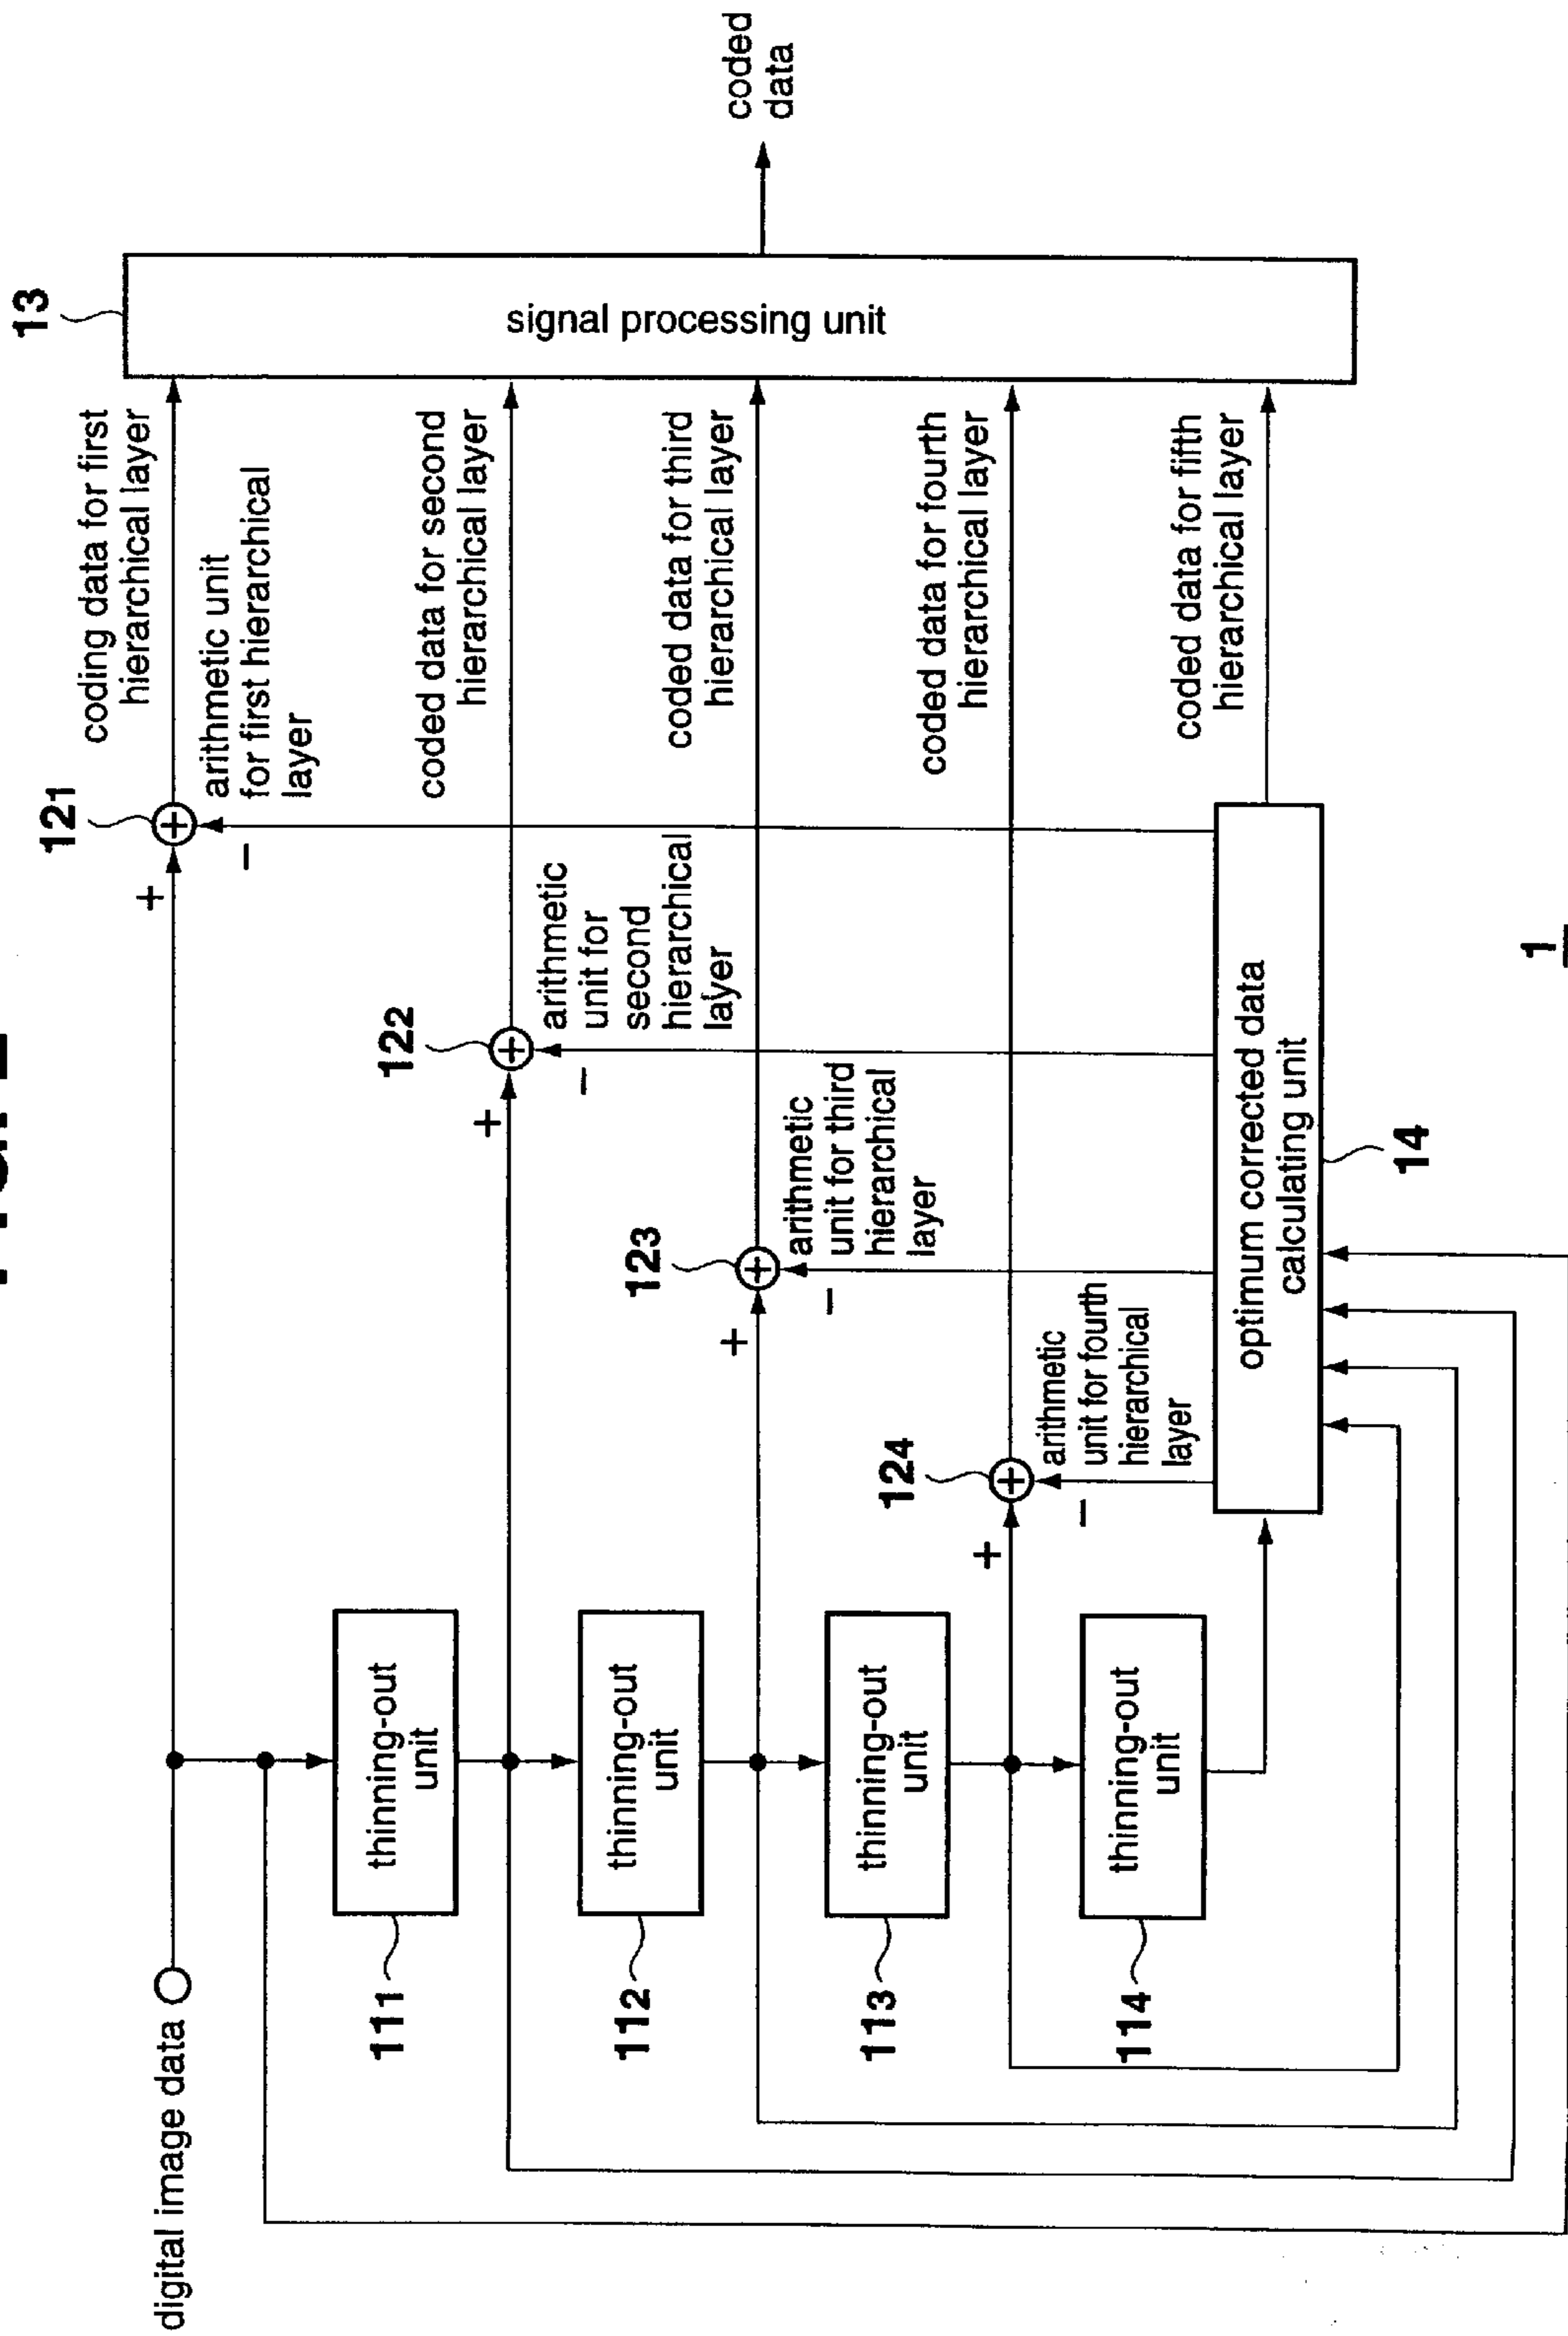 digital image data
111
thinning-out
unit
112
thinning-out
unit
113
thinning-out
unit
114
thinning-out
unit
121
+
−
arithmetic unit
for first hierarchical
layer
122
+
−
arithmetic
unit for
second
hierarchical
layer
123
+
−
arithmetic
unit for third
hierarchical
layer
124
+
−
arithmetic
unit for fourth
hierarchical
layer
optimum corrected data
calculating unit
14
coding data for first
hierarchical layer
coded data for second
hierarchical layer
coded data for third
hierarchical layer
coded data for fourth
hierarchical layer
coded data for fifth
hierarchical layer
13
signal processing unit
coded
data
1